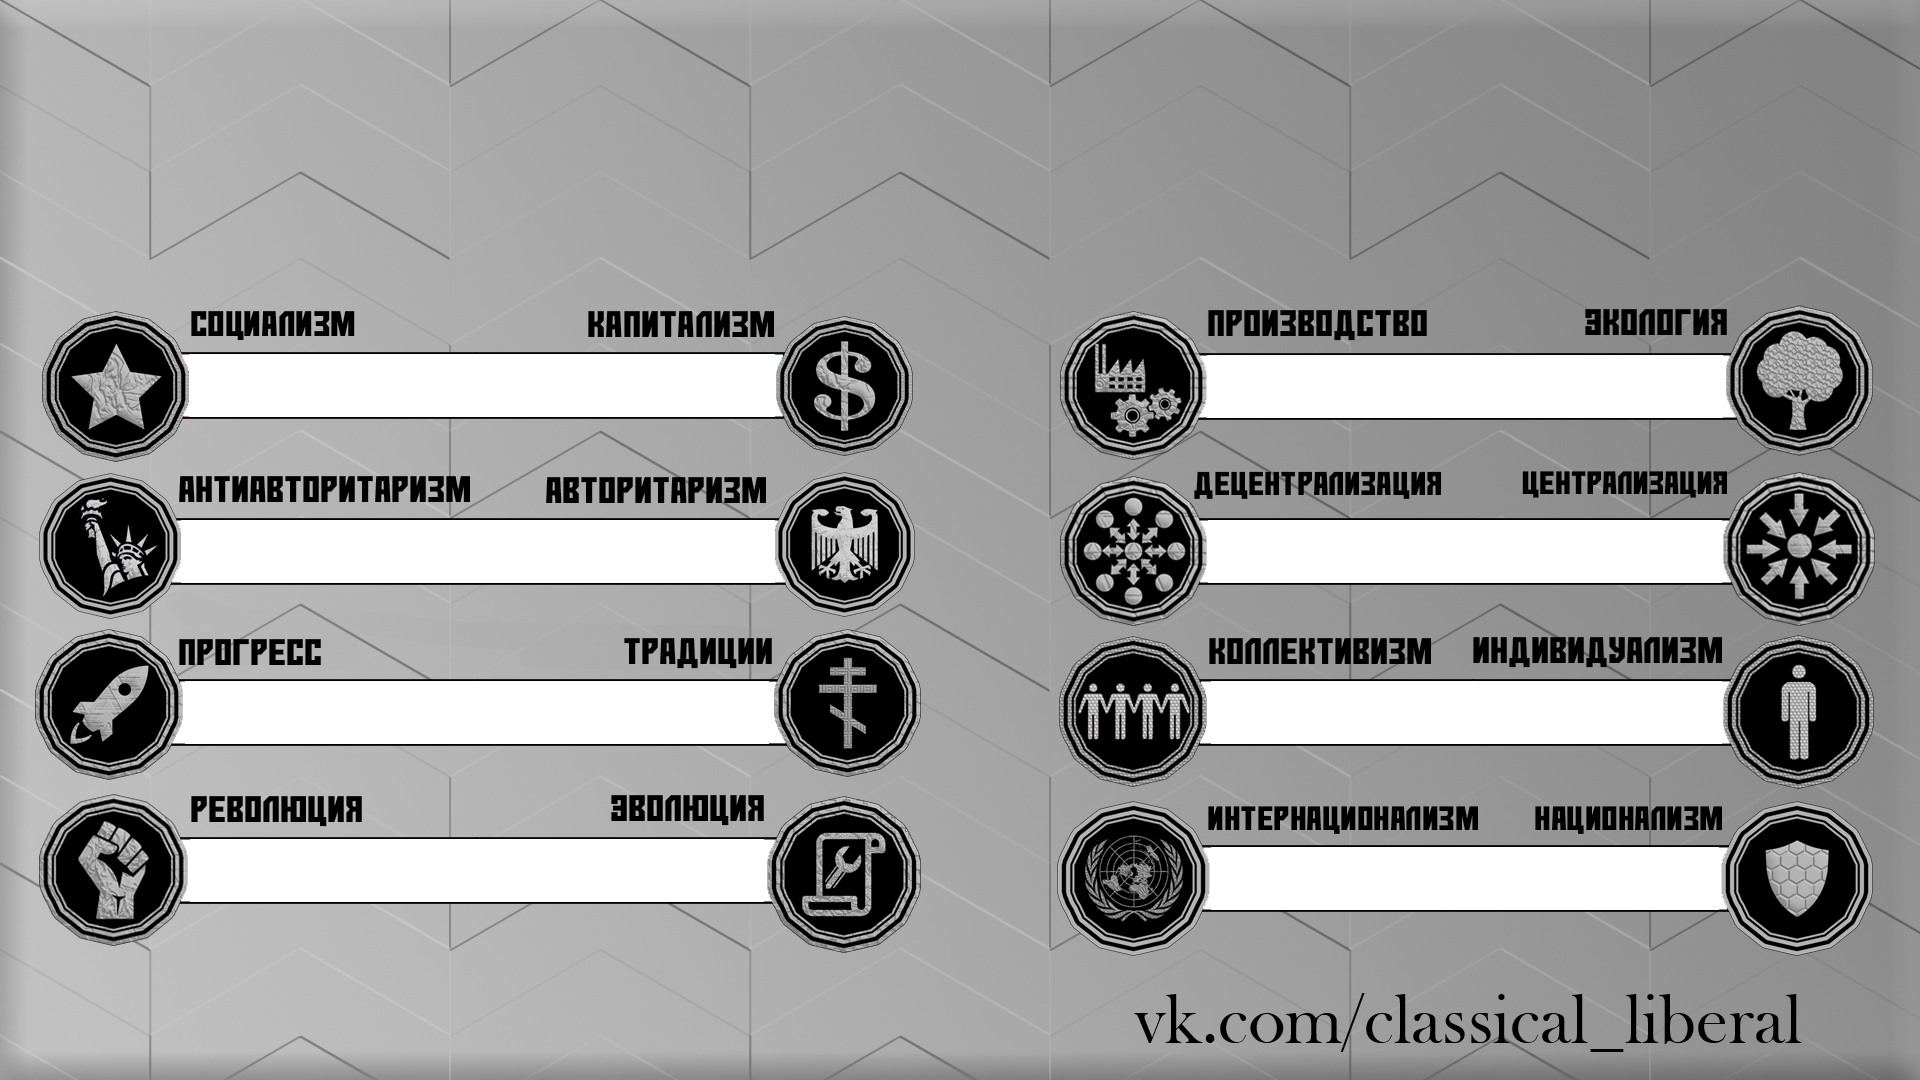 СОЦИАЛИЗМ КАПИТАЛИЗМ
АНТИАВТОРИТАРИЗМ АВТОРИТАРИЗМ
ПРОГРЕСС ТРАДИЦИИ
РЕВОЛЮЦИЯ ЭВОЛЮЦИЯ
ПРОИЗВОДСТВО ЭКОЛОГИЯ
ДЕЦЕНТРАЛИЗАЦИЯ ЦЕНТРАЛИЗАЦИЯ
КОЛЛЕКТИВИЗМ ИНДИВИДУАЛИЗМ
ИНТЕРНАЦИОНАЛИЗМ НАЦИОНАЛИЗМ
vk.com/classical_liberal